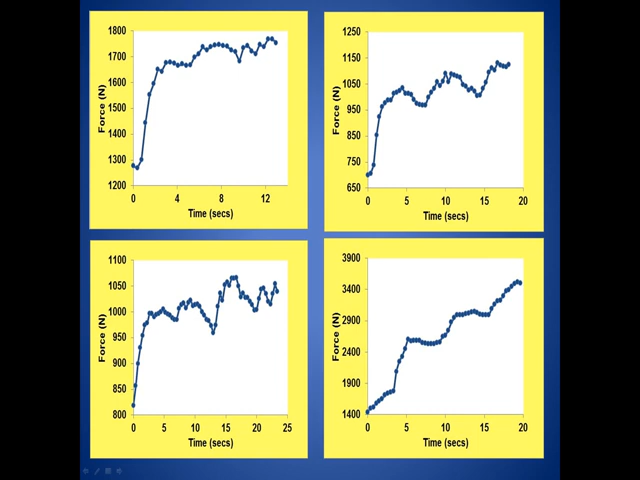 1800
1700
1600
1500
1400
1300
1200
Force (N)
0 4 8 12
Time (secs)
1250
1150
1050
950
850
750
650
Force (N)
0 5 10 15 20
Time (secs)
1100
1050
1000
950
900
850
800
Force (N)
0 5 10 15 20 25
Time (secs)
3900
3400
2900
2400
1900
1400
Force (N)
0 5 10 15 20
Time (secs)